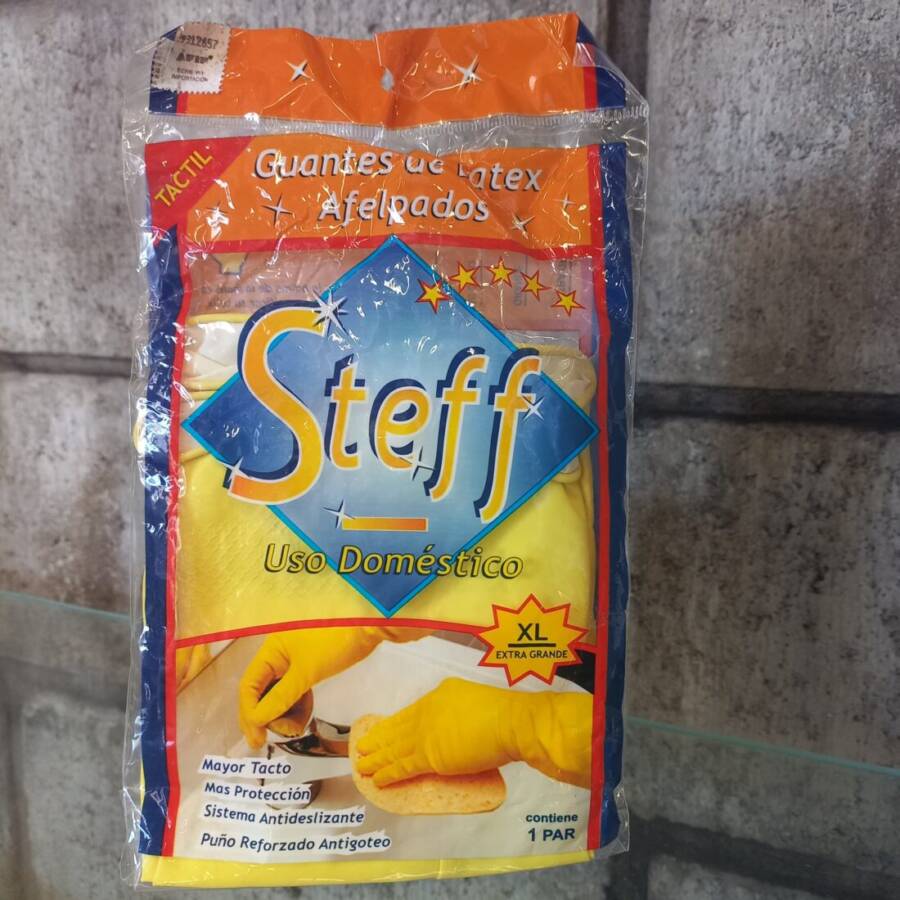 TACTIL
Guantes de Latex
Afelpados
Steff
Uso Doméstico
XL
EXTRA GRANDE
Mayor Tacto
Mas Protección
Sistema Antideslizante
Puño Reforzado Antigoteo
contiene
1 PAR